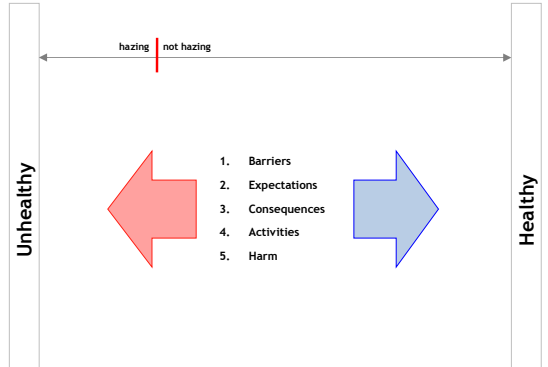 hazing not hazing
Unhealthy
1. Barriers
2. Expectations
3. Consequences
4. Activities
5. Harm
Healthy